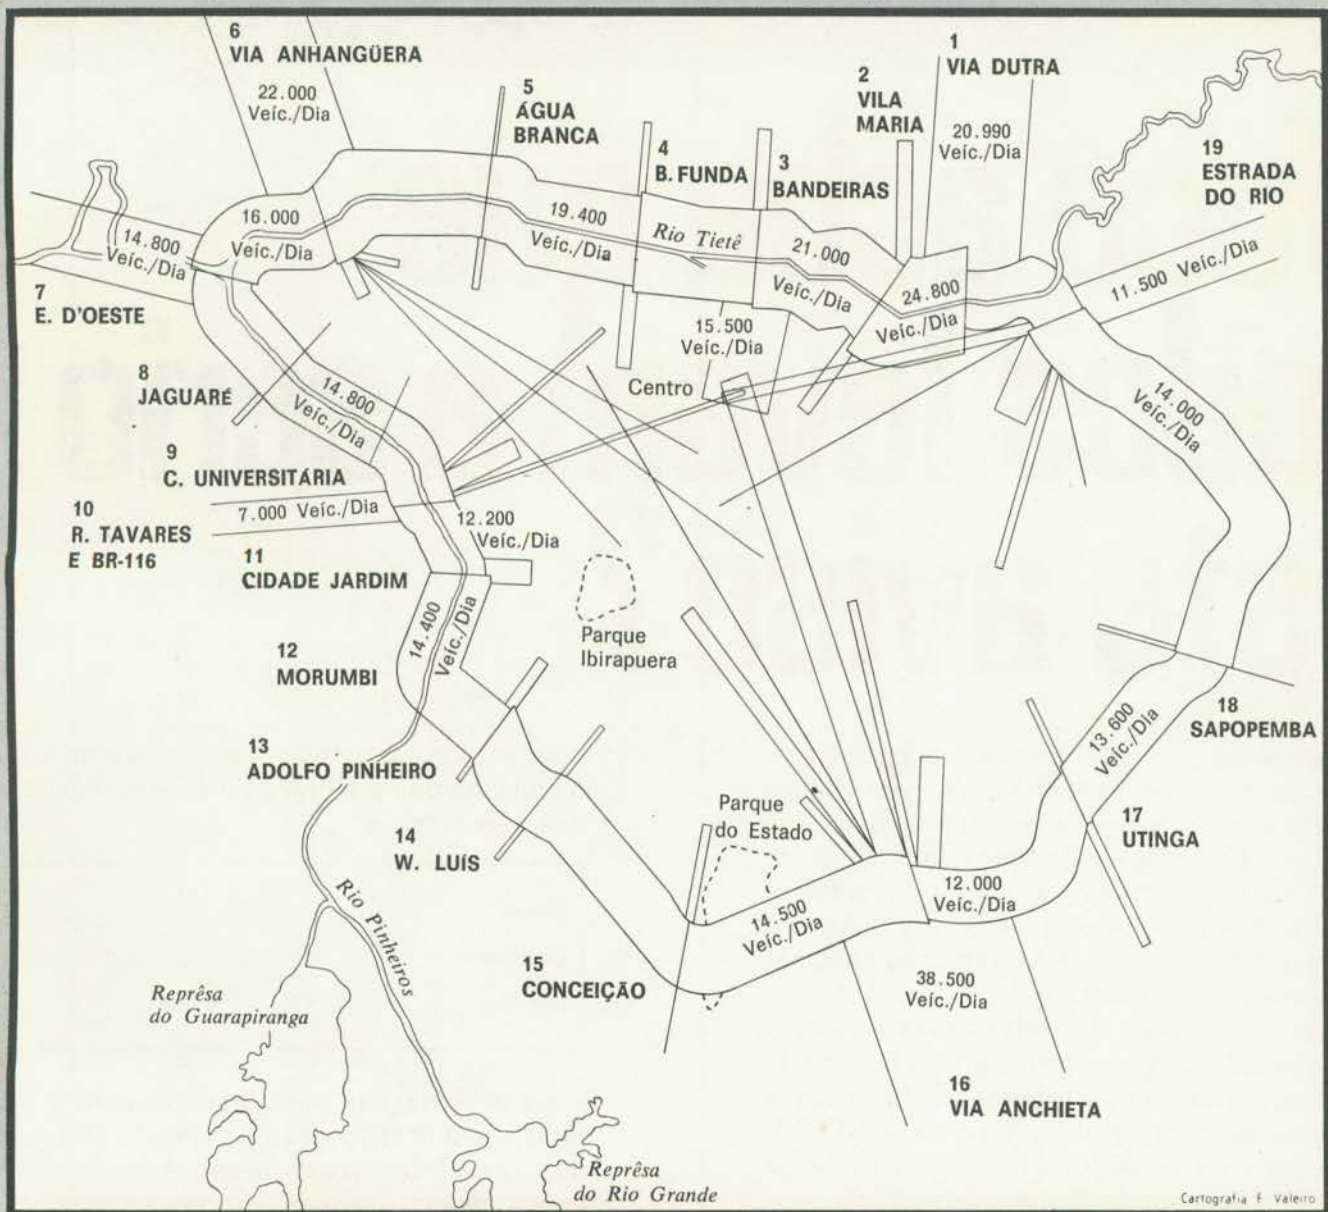 6
VIA ANHANGÜERA
22.000
Veíc./Dia
5
ÁGUA
BRANCA
4
B. FUNDA
3
BANDEIRAS
2
VILA
MARIA
1
VIA DUTRA
20.990
Veíc./Dia
19
ESTRADA
DO RIO
11.500 Veíc./Dia
14.800
Veíc./Dia
16.000
Veíc./Dia
19.400
Veíc./Dia
Rio Tietê
21.000
Veíc./Dia
24.800
Veíc./Dia
15.500
Veíc./Dia
Centro
7
E. D'OESTE
8
JAGUARÉ
14.800
Veíc./Dia
14.000
Veíc./Dia
9
C. UNIVERSITÁRIA
10
R. TAVARES
E BR-116
7.000 Veíc./Dia
12.200
Veíc./Dia
11
CIDADE JARDIM
14.400
Veíc./Dia
Parque
Ibirapuera
12
MORUMBI
13
ADOLFO PINHEIRO
14
W. LUÍS
Parque
do Estado
13.600
Veíc./Dia
18
SAPOPEMBA
17
UTINGA
14.500
Veíc./Dia
12.000
Veíc./Dia
15
CONCEIÇÃO
38.500
Veíc./Dia
16
VIA ANCHIETA
Rio Pinheiros
Reprêsa
do Guarapiranga
Reprêsa
do Rio Grande
Cartografia F Valeiro